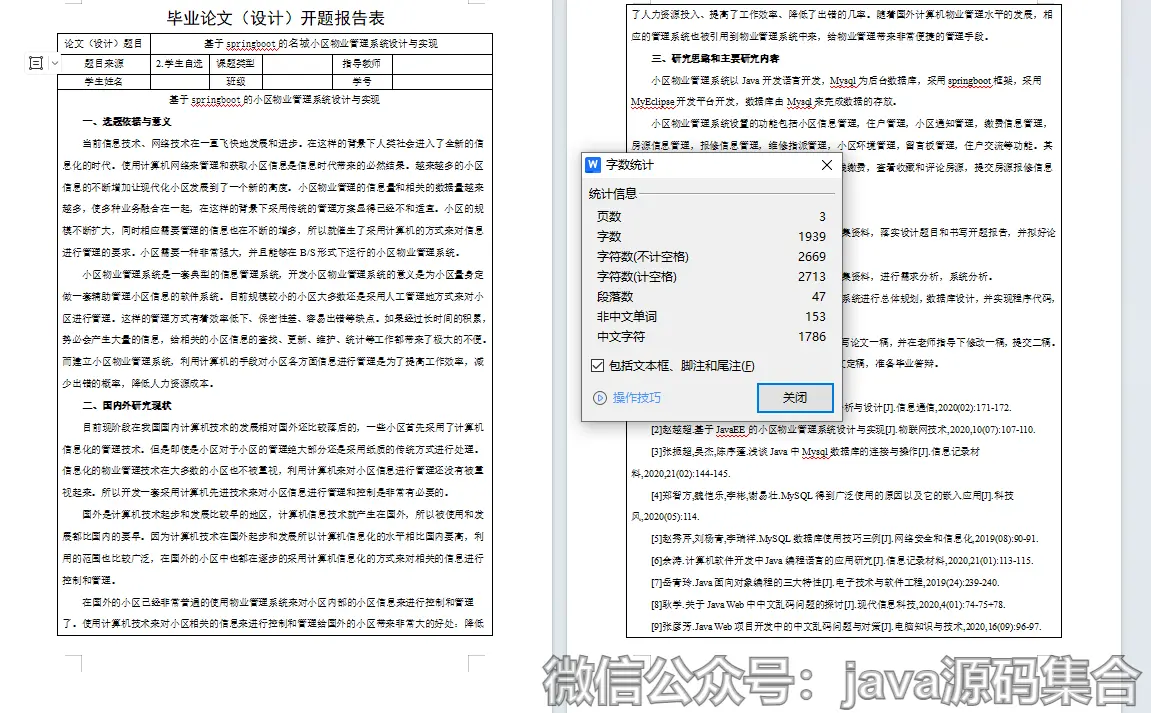 毕业论文（设计）开题报告表
论文（设计）题目
基于springboot的名城小区物业管理系统设计与实现
题目来源
2.学生自选
课题类型
指导教师
学生姓名
班级
学号
基于springboot的小区物业管理系统设计与实现
一、选题依据与意义
当前信息技术、网络技术在一直飞快地发展和进步。在这样的背景下人类社会进入了全新的信
息化的时代。使用计算机网络来管理和获取小区信息是信息时代带来的必然结果。越来越多的小区
信息的不断增加让现代化小区发展到了一个新的高度。小区物业管理的信息量和相关的数据量越来
越多，使多种业务融合在一起，在这样的背景下采用传统的管理方案显得已经不和适宜。小区的规
模不断扩大，同时相应需要管理的信息也在不断的增多，所以就催生了采用计算机的方式来对信息
进行管理的要求。小区需要一种非常强大，并且能够在B/S形式下运行的小区物业管理系统。
小区物业管理系统是一套典型的信息管理系统，开发小区物业管理系统的意义是为小区量身定
做一套辅助管理小区信息的软件系统。目前规模较小的小区大多数还是采用人工管理地方式来对小
区进行管理。这样的管理方式有着效率低下、保密性差、容易出错等缺点。如果经过长时间的积累，
势必会产生大量的信息，给相关的小区信息的查找、更新、维护、统计等工作都带来了极大的不便。
而建立小区物业管理系统，利用计算机的手段对小区各方面信息进行管理是为了提高工作效率，减
少出错的概率，降低人力资源成本。
二、国内外研究现状
目前现阶段在我国国内计算机技术的发展相对国外还比较落后的，一些小区首先采用了计算机
信息化的管理技术。但是即使是小区对于小区的管理绝大部分还是采用纸质的传统方式进行处理。
信息化的物业管理技术在大多数的小区也不被重视，利用计算机来对小区信息进行管理还没有被重
视起来。所以开发一套采用计算机先进技术来对小区信息进行管理和控制是非常有必要的。
国外是计算机技术起步和发展比较早的地区，计算机信息技术就产生在国外，所以被使用和发
展都比国内的要早。因为计算机技术在国外起步和发展所以计算机信息化的水平相比国内要高，利
用的范围也比较广泛，在国外的小区中也都在逐步的采用计算机信息化的方式来对相关的信息进行
控制和管理。
在国外的小区已经非常普通的使用物业管理系统来对小区内部的小区信息来进行控制和管理
了。使用计算机技术来对小区相关的信息来进行控制和管理给国外的小区带来非常大的好处：降低
了人力资源投入、提高了工作效率、降低了出错的几率。随着国外计算机物业管理水平的发展，相
应的管理系统也被引用到物业管理系统中来，给物业管理带来非常便捷的管理手段。
三、研究思路和主要研究内容
小区物业管理系统以Java开发语言开发，Mysql为后台数据库，采用springboot框架，采用
MyEclipse开发平台开发，数据库由Mysql来完成数据的存放。
小区物业管理系统设置的功能包括小区信息管理，住户管理，小区通知管理，缴费信息管理，
房源信息管理，报修信息管理，维修指派管理，小区环境管理，留言板管理，住户交流等功能。其
缴费，查看收藏和评论房源，提交房源报修信息
集资料，落实设计题目和书写开题报告，并拟好论
集资料，进行需求分析，系统分析。
系统进行总体规划，数据库设计，并实现程序代码，
写论文一稿，并在老师指导下修改一稿，提交二稿。
定稿，准备毕业答辩。
析与设计[J].信息通信,2020(02):171-172.
[2]赵越超.基于JavaEE的小区物业管理系统设计与实现[J].物联网技术,2020,10(07):107-110.
[3]张振超,吴杰,陈序蓬.浅谈Java中Mysql数据库的连接与操作[J].信息记录材
料,2020,21(02):144-145.
[4]郑智方,魏恺乐,李彬,谢易壮.MySQL得到广泛使用的原因以及它的嵌入应用[J].科技
风,2020(05):114.
[5]赵秀芹,刘杨青,李瑞祥.MySQL数据库使用技巧三例[J].网络安全和信息化,2019(08):90-91.
[6]余涛.计算机软件开发中Java编程语言的应用研究[J].信息记录材料,2020,21(01):113-115.
[7]岳青玲.Java面向对象编程的三大特性[J].电子技术与软件工程,2019(24):239-240.
[8]耿学.关于Java Web中中文乱码问题的探讨[J].现代信息科技,2020,4(01):74-75+78.
[9]张彦芳.Java Web项目开发中的中文乱码问题与对策[J].电脑知识与技术,2020,16(09):96-97.
字数统计
统计信息
页数 3
字数 1939
字符数(不计空格) 2669
字符数(计空格) 2713
段落数 47
非中文单词 153
中文字符 1786
包括文本框、脚注和尾注(F)
操作技巧
关闭
微信公众号：java源码集合